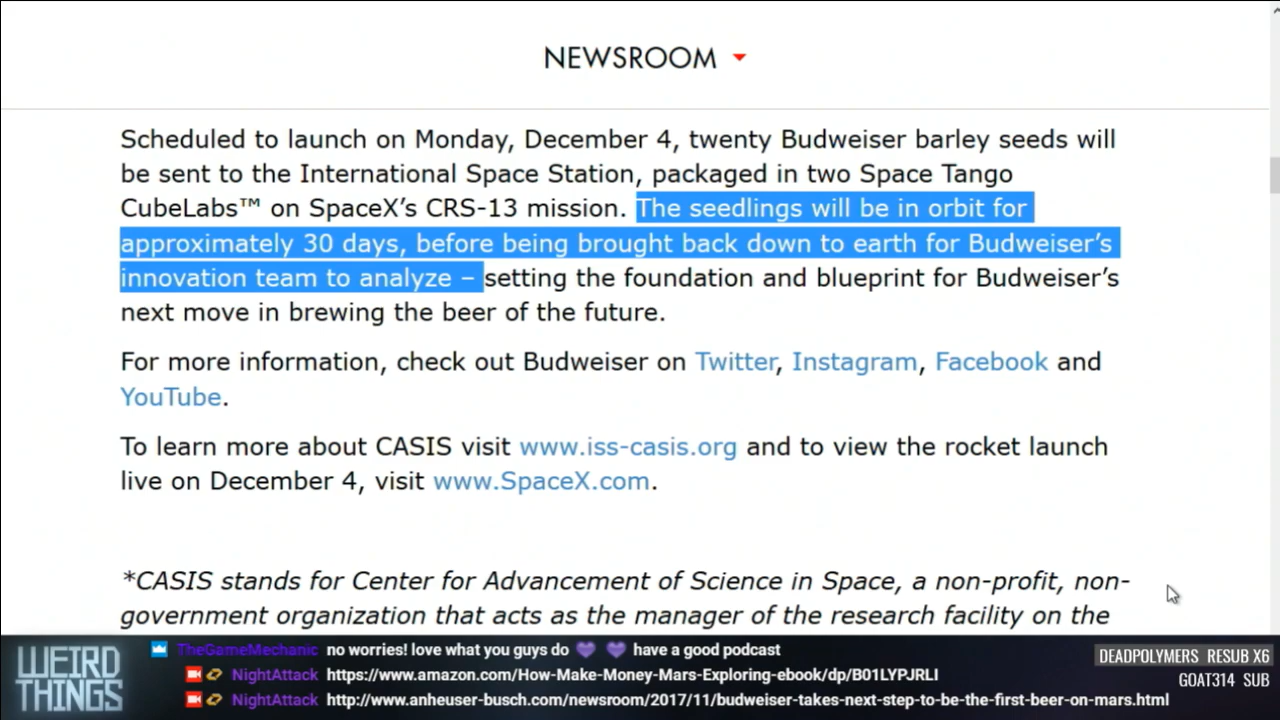 NEWSROOM
Scheduled to launch on Monday, December 4, twenty Budweiser barley seeds will
be sent to the International Space Station, packaged in two Space Tango
CubeLabs™ on SpaceX’s CRS-13 mission. The seedlings will be in orbit for
approximately 30 days, before being brought back down to earth for Budweiser’s
innovation team to analyze – setting the foundation and blueprint for Budweiser’s
next move in brewing the beer of the future.
For more information, check out Budweiser on Twitter, Instagram, Facebook and
YouTube.
To learn more about CASIS visit www.iss-casis.org and to view the rocket launch
live on December 4, visit www.SpaceX.com.
*CASIS stands for Center for Advancement of Science in Space, a non-profit, non-
government organization that acts as the manager of the research facility on the
WEIRD
THINGS
TheGameMechanic no worries! love what you guys do 💜 💜 have a good podcast
NightAttack https://www.amazon.com/How-Make-Money-Mars-Exploring-ebook/dp/B01LYPJRLI
NightAttack http://www.anheuser-busch.com/newsroom/2017/11/budweiser-takes-next-step-to-be-the-first-beer-on-mars.html
DEADPOLYMERS RESUB X6
GOAT314 SUB